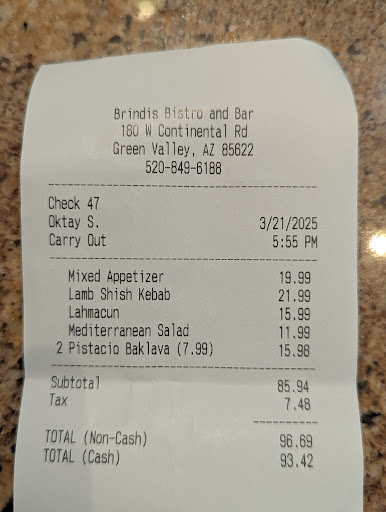 Brindis Bistro and Bar
180 W Continental Rd
Green Valley, AZ 85622
520-849-6188
Check 47
Oktay S. 3/21/2025
Carry Out 5:55 PM
Mixed Appetizer 19.99
Lamb Shish Kebab 21.99
Lahmacun 15.99
Mediterranean Salad 11.99
2 Pistacio Baklava (7.99) 15.98
Subtotal 85.94
Tax 7.48
TOTAL (Non-Cash) 96.69
TOTAL (Cash) 93.42